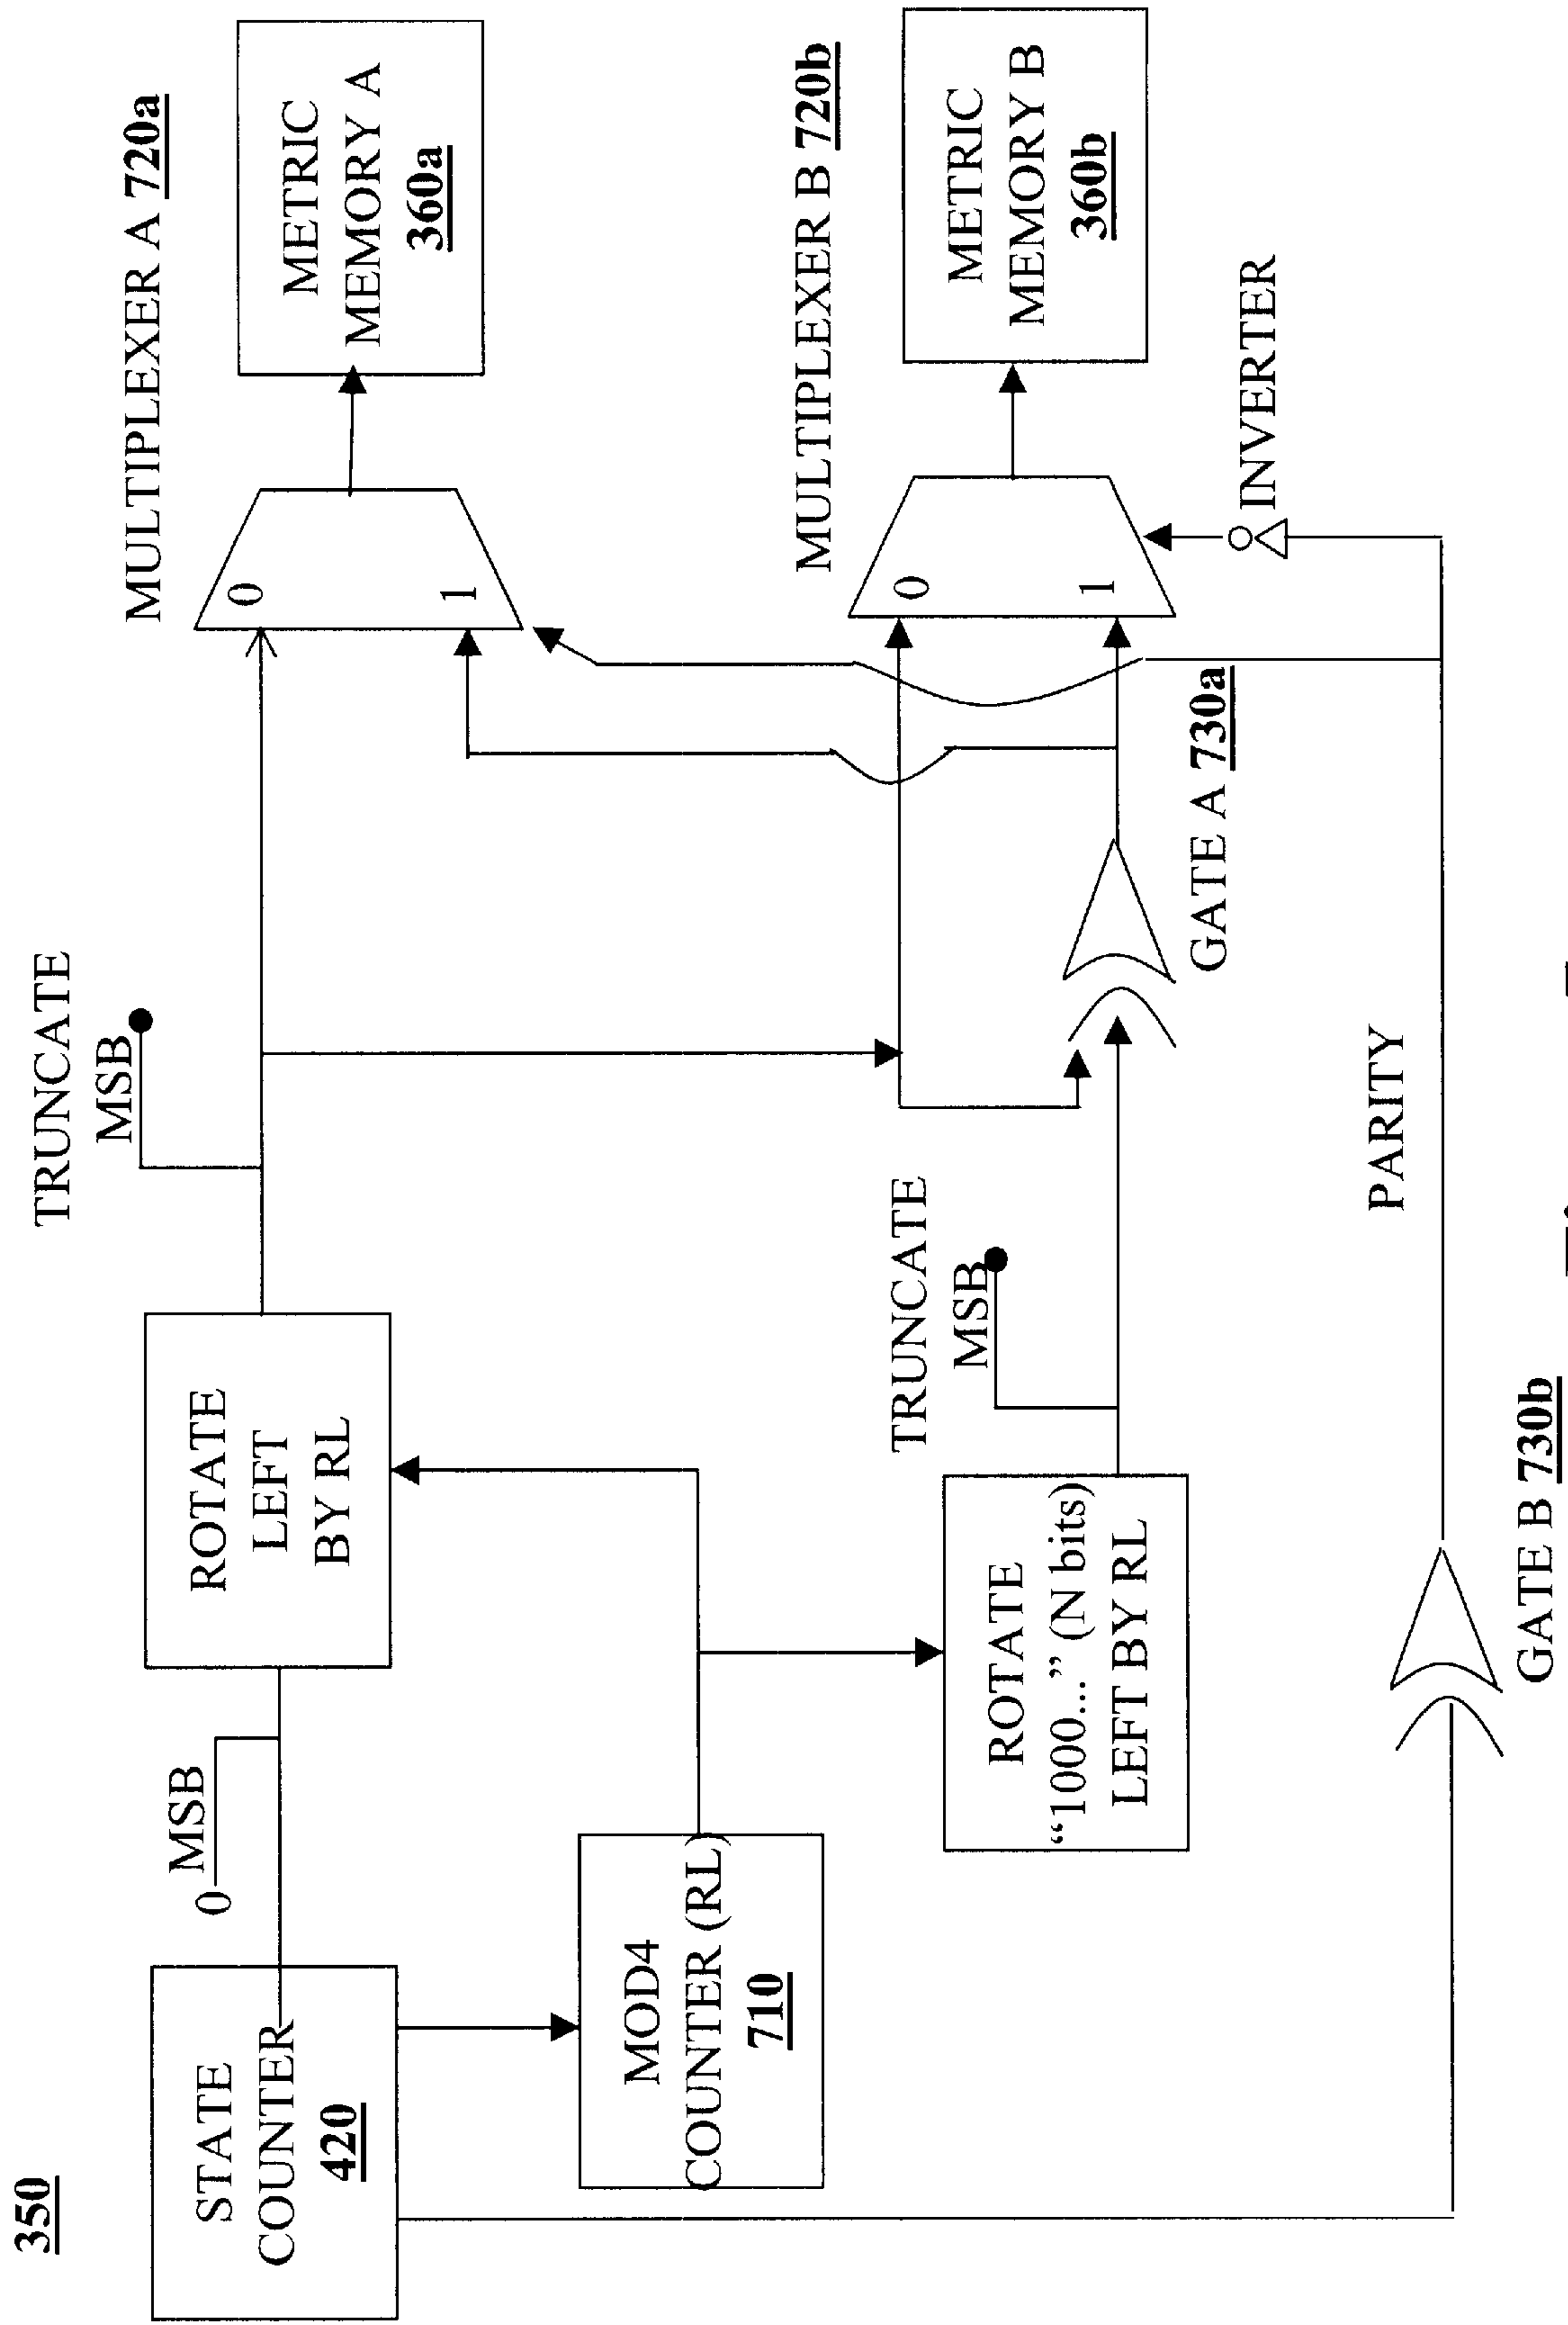 350
STATE
COUNTER
420
0
MSB
ROTATE
LEFT
BY RL
TRUNCATE
MSB
MULTIPLEXER A 720a
0
1
METRIC
MEMORY A
360a
MOD4
COUNTER (RL)
710
ROTATE
“1000...” (N bits)
LEFT BY RL
TRUNCATE
MSB
GATE A 730a
MULTIPLEXER B 720b
0
1
METRIC
MEMORY B
360b
INVERTER
PARITY
GATE B 730b